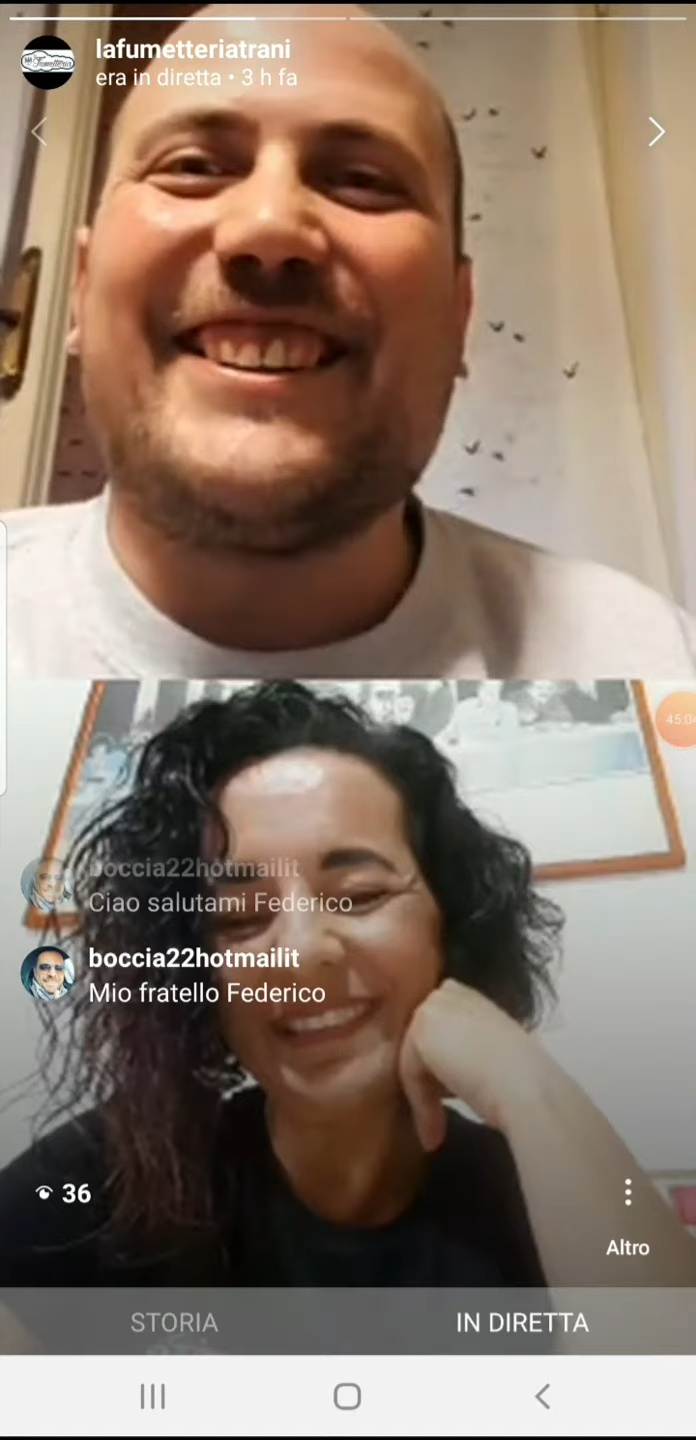 lafumetteriatrani
era in diretta • 3 h fa
boccia22hotmailit
Ciao salutami Federico
boccia22hotmailit
Mio fratello Federico
36
Altro
STORIA
IN DIRETTA